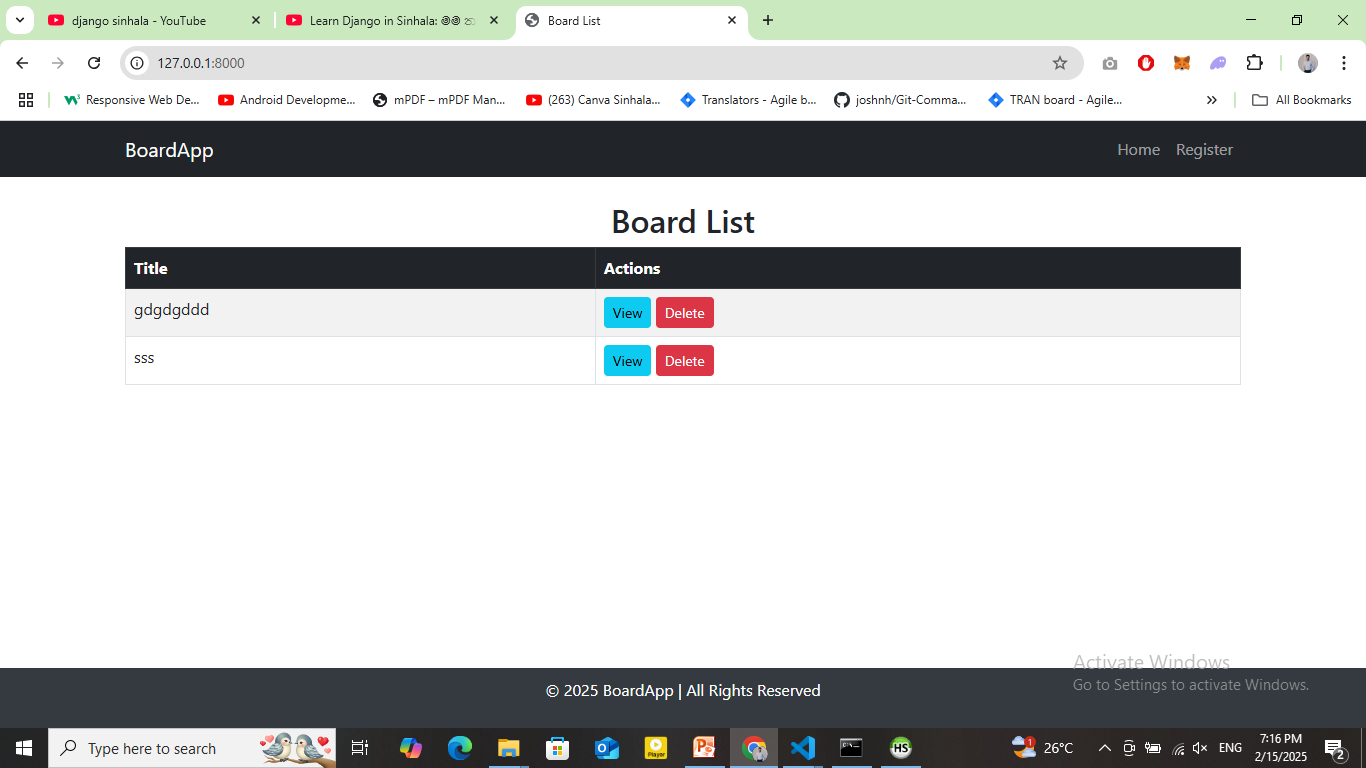 django sinhala - YouTube
Learn Django in Sinhala:
Board List
127.0.0.1:8000
Responsive Web De...
Android Developme...
mPDF – mPDF Man...
(263) Canva Sinhala...
Translators - Agile b...
joshnh/Git-Comma...
TRAN board - Agile...
All Bookmarks
BoardApp
Home
Register
Board List
Title
Actions
gdgdgddd
View
Delete
sss
View
Delete
Activate Windows
Go to Settings to activate Windows.
© 2025 BoardApp | All Rights Reserved
Type here to search
Player
HS
1
26°C
ENG
7:16 PM
2/15/2025
2